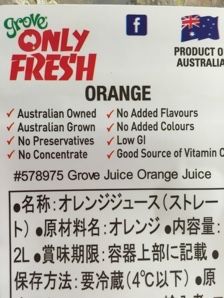 grove
ONLY
FRESH
f
PRODUCT O
AUSTRALIA
ORANGE
✓ Australian Owned ✓ No Added Flavours
✓ Australian Grown ✓ No Added Colours
✓ No Preservatives ✓ Low GI
✓ No Concentrate ✓ Good Source of Vitamin C
#578975 Grove Juice Orange Juice
●名称:オレンジジュース(ストレー
ト) ●原材料名:オレンジ ●内容量:
2L ●賞味期限:容器上部に記載 ●
保存方法:要冷蔵(4℃以下) ●原